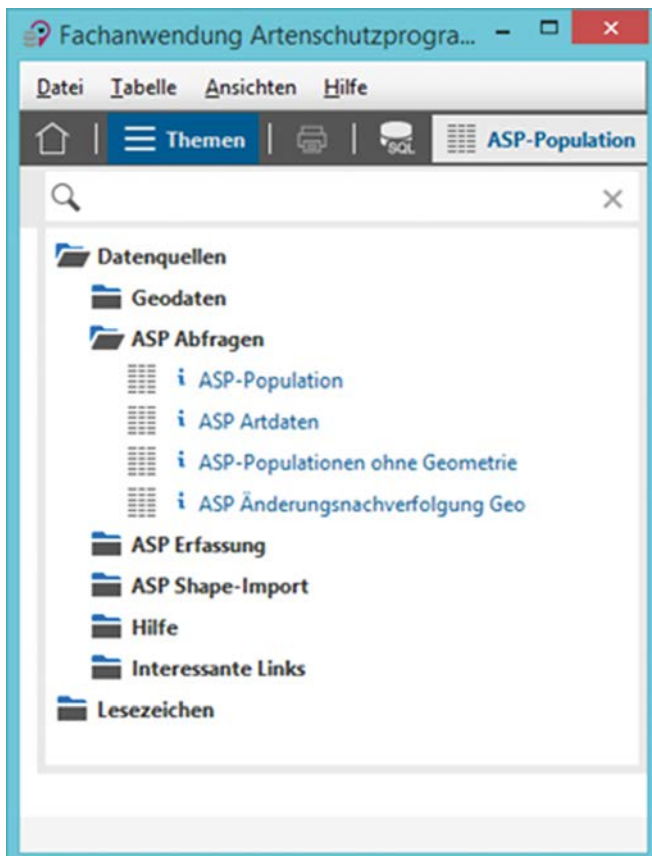 Fachanwendung Artenschutzprogra...
Datei Tabelle Ansichten Hilfe
Themen SQL ASP-Population
Datenquellen
Geodaten
ASP Abfragen
i ASP-Population
i ASP Artdaten
i ASP-Populationen ohne Geometrie
i ASP Änderungsnachverfolgung Geo
ASP Erfassung
ASP Shape-Import
Hilfe
Interessante Links
Lesezeichen